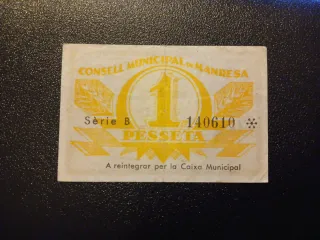 CONSELL MUNICIPAL DE MANRESA
1
Sèrie B 140610 *
PESSETA
A reintegrar per la Caixa Municipal